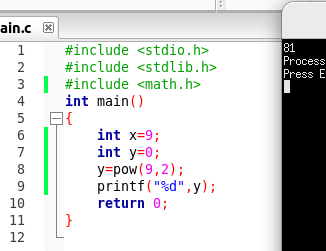 ain.c
1 #include <stdio.h>
2 #include <stdlib.h>
3 #include <math.h>
4 int main()
5 {
6 int x=9;
7 int y=0;
8 y=pow(9,2);
9 printf("%d",y);
10 return 0;
11 }
12
81
Process
Press E